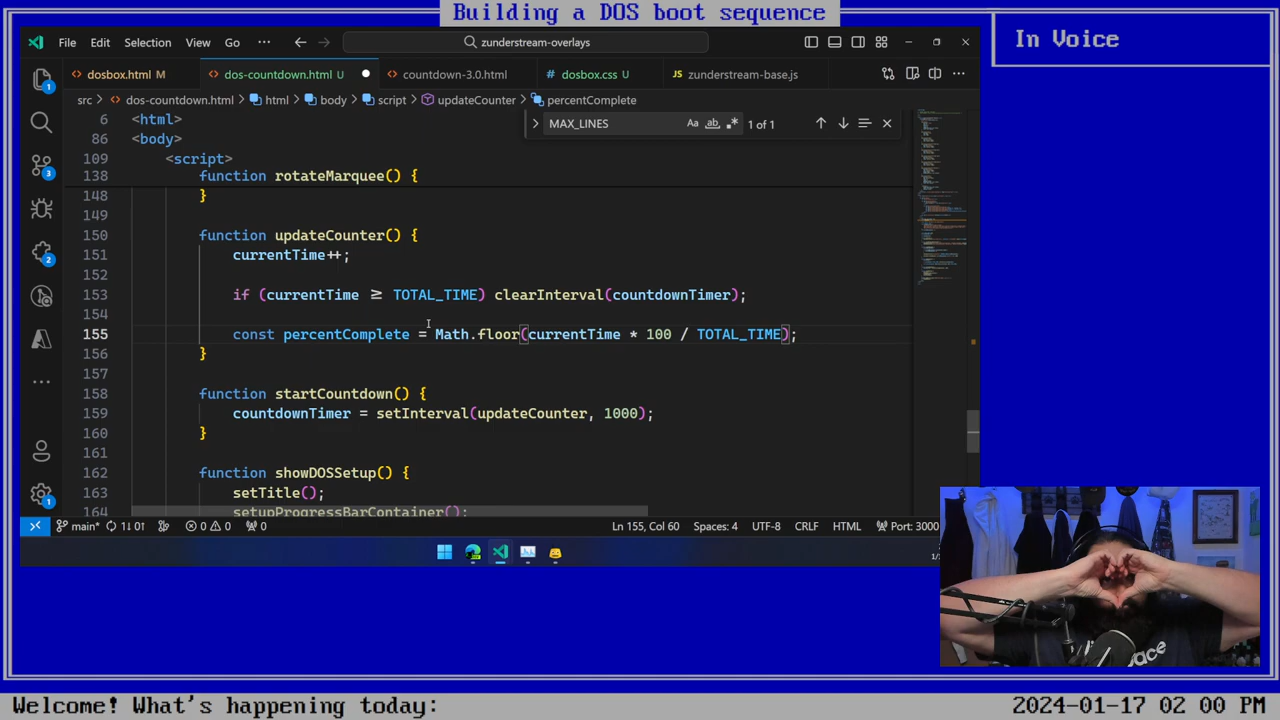 Building a DOS boot sequence
In Voice
File Edit Selection View Go ··· zunderstream-overlays
dosbox.html M dos-countdown.html U countdown-3.0.html dosbox.css U zunderstream-base.js
src > dos-countdown.html > html > body > script > updateCounter > percentComplete
MAX_LINES Aa ab 1 of 1
6 <html>
86 <body>
109 <script>
138 function rotateMarquee() {
148 }
149
150 function updateCounter() {
151 currentTime++;
152
153 if (currentTime ≥ TOTAL_TIME) clearInterval(countdownTimer);
154
155 const percentComplete = Math.floor(currentTime * 100 / TOTAL_TIME);
156 }
157
158 function startCountdown() {
159 countdownTimer = setInterval(updateCounter, 1000);
160 }
161
162 function showDOSSetup() {
163 setTitle();
164 setupProgressBarContainer();
main* 1↓ 0↑ 0 0 0 Ln 155, Col 60 Spaces: 4 UTF-8 CRLF HTML Port: 3000
Welcome! What's happening today: 2024-01-17 02 00 PM